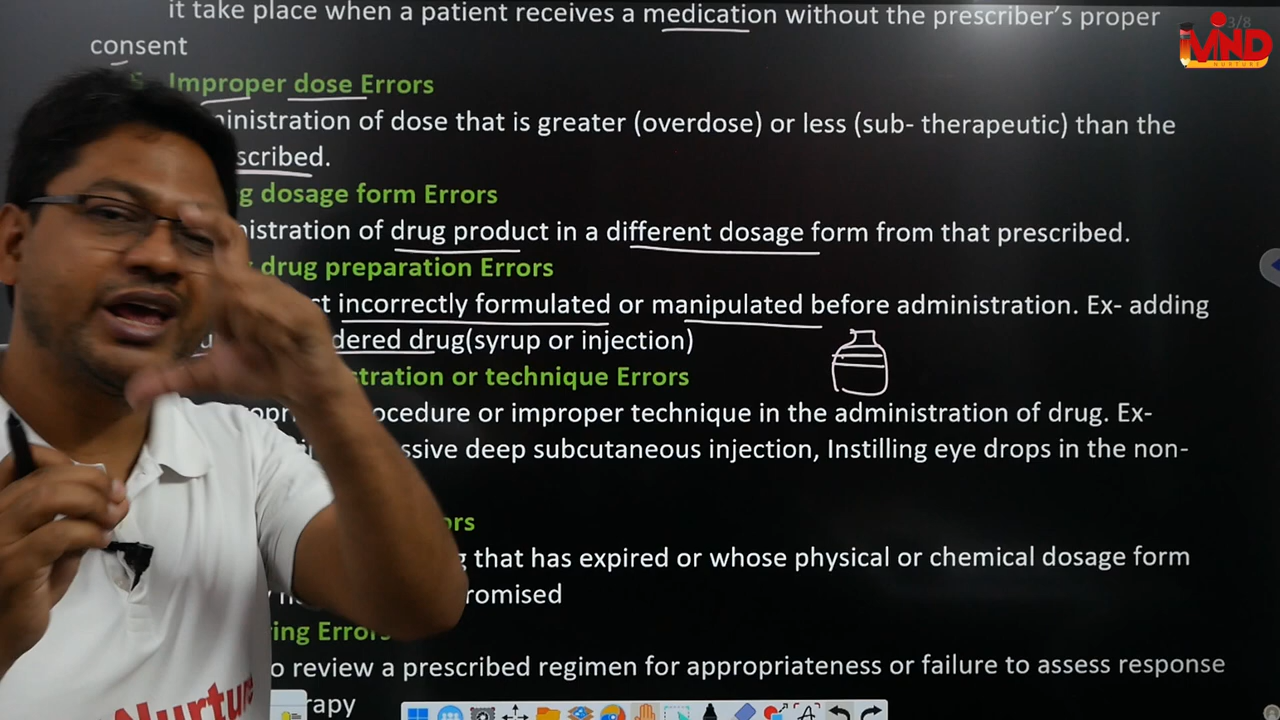 it take place when a patient receives a medication without the prescriber's proper
3/8
consent
MND
NURTURE
Improper dose Errors
ministration of dose that is greater (overdose) or less (sub- therapeutic) than the
scribed.
g dosage form Errors
nistration of drug product in a different dosage form from that prescribed.
drug preparation Errors
incorrectly formulated or manipulated before administration. Ex- adding
dered drug(syrup or injection)
stration or technique Errors
ocedure or improper technique in the administration of drug. Ex-
ssive deep subcutaneous injection, Instilling eye drops in the non-
ors
g that has expired or whose physical or chemical dosage form
romised
ring Errors
o review a prescribed regimen for appropriateness or failure to assess response
rapy
Nurture